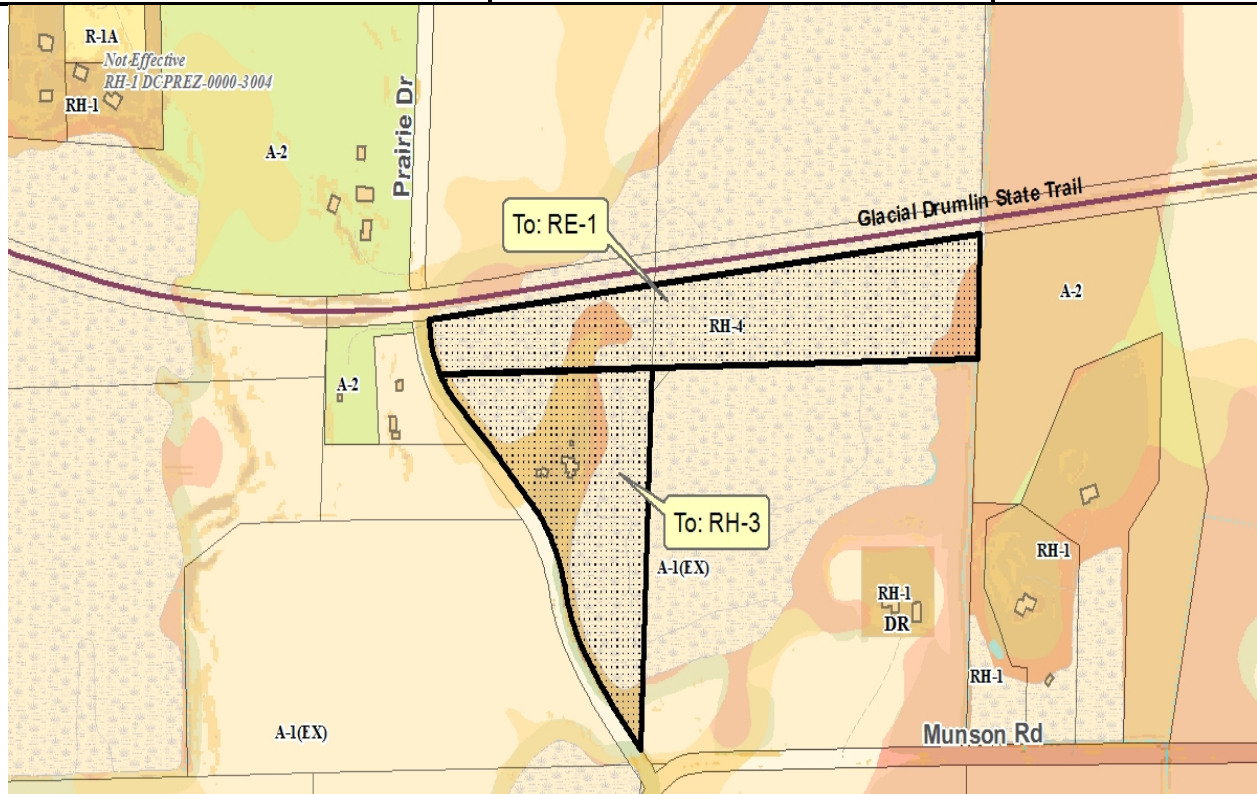 R-1A
Not Effective
RH-1 DCPREZ-0000-3004
RH-1
A-2
Prairie Dr
Glacial Drumlin State Trail
To: RE-1
A-2
RH-4
A-2
To: RH-3
RH-1
A-1(EX)
RH-1
DR
RH-1
A-1(EX)
Munson Rd